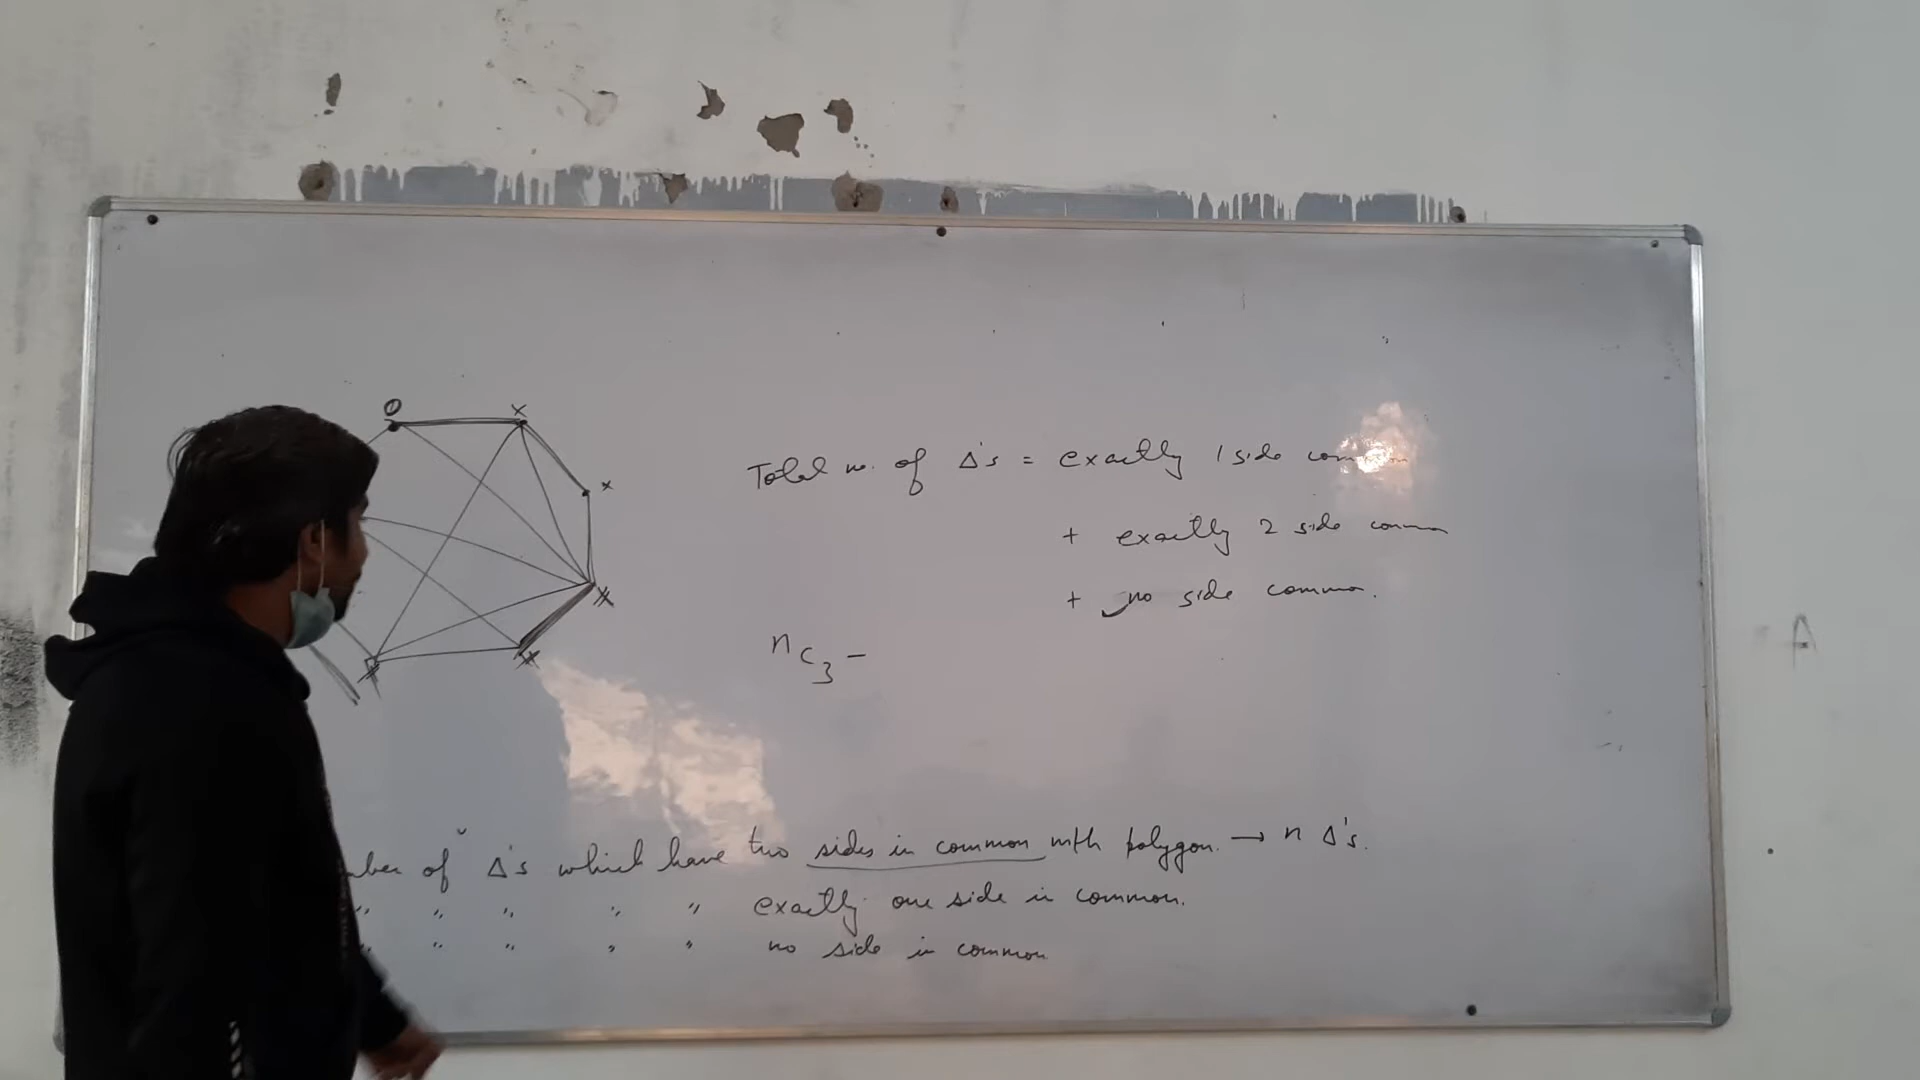 O x
x
Total no. of Δ's = exactly 1 side common
+ exactly 2 side common
+ no side common.
nC3 -
x x x
ber of Δ's which have two sides in common with polygon. → n Δ's.
" " " " " exactly one side in common.
" " " " " no side in common
A